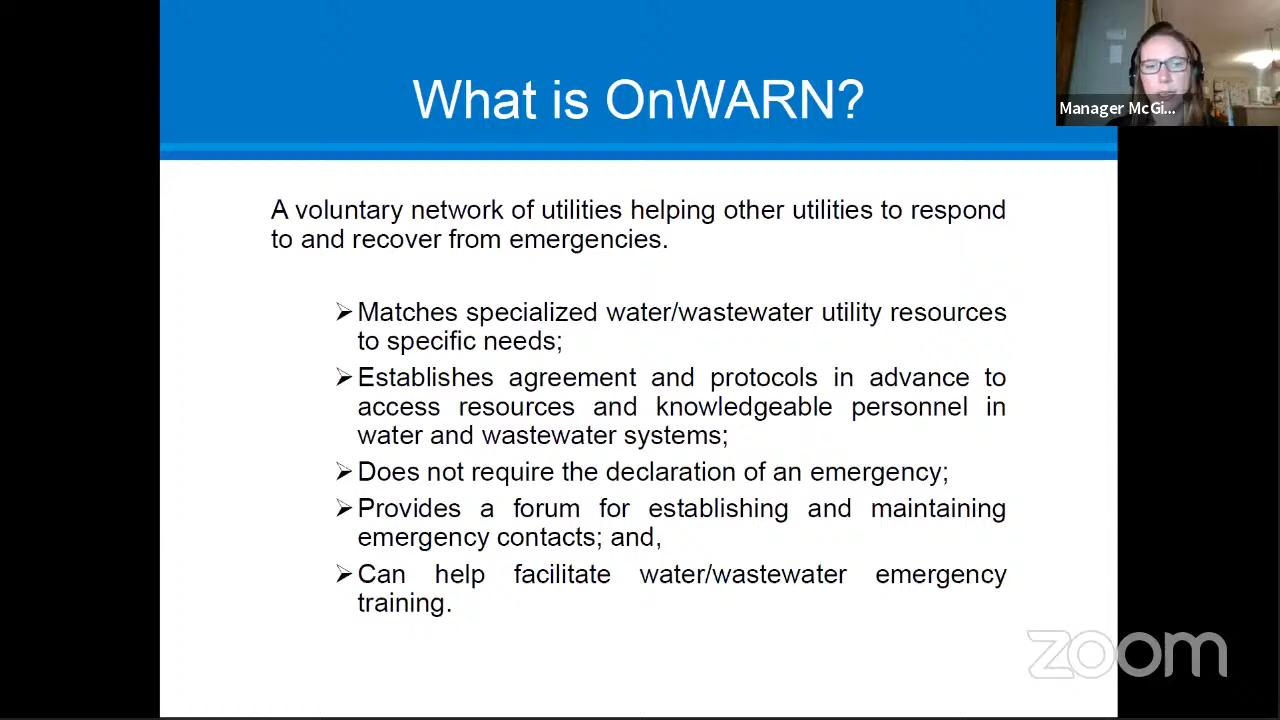 What is OnWARN?
Manager McGi...
A voluntary network of utilities helping other utilities to respond
to and recover from emergencies.
➢Matches specialized water/wastewater utility resources
to specific needs;
➢Establishes agreement and protocols in advance to
access resources and knowledgeable personnel in
water and wastewater systems;
➢Does not require the declaration of an emergency;
➢Provides a forum for establishing and maintaining
emergency contacts; and,
➢Can help facilitate water/wastewater emergency
training.
zoom